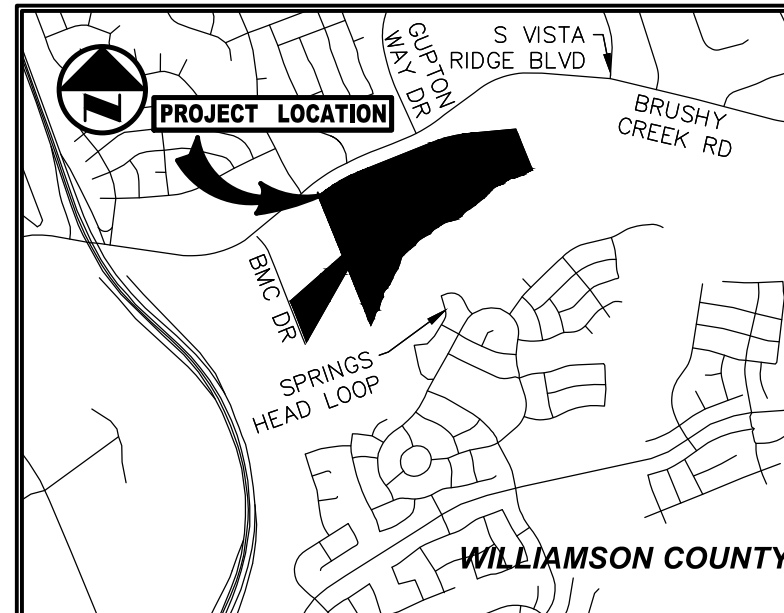 S VISTA
RIDGE BLVD
GUPTON
WAY DR
BRUSHY
CREEK RD
PROJECT LOCATION
N
BMC DR
SPRINGS
HEAD LOOP
WILLIAMSON COUNTY